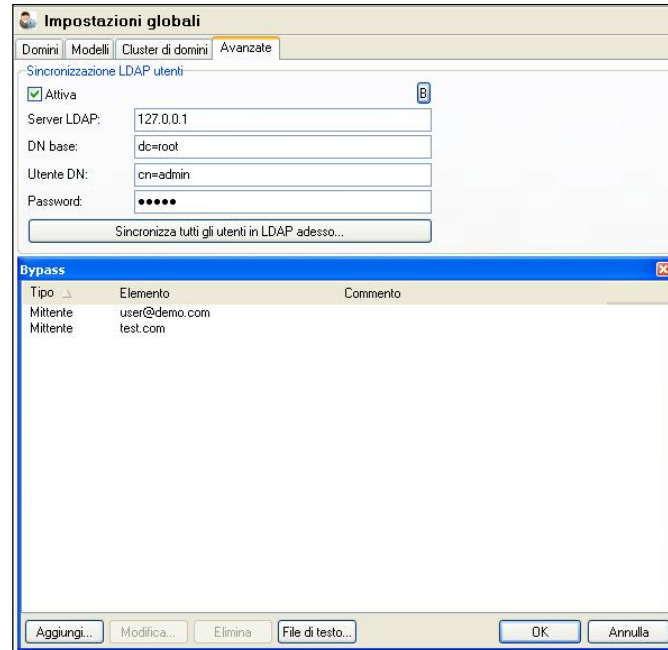 Impostazioni globali
Domini Modelli Cluster di domini Avanzate
Sincronizzazione LDAP utenti
Attiva B
Server LDAP: 127.0.0.1
DN base: dc=root
Utente DN: cn=admin
Password: •••••
Sincronizza tutti gli utenti in LDAP adesso...
Bypass
Tipo Elemento Commento
Mittente user@demo.com
Mittente test.com
Aggiungi... Modifica... Elimina File di testo... OK Annulla